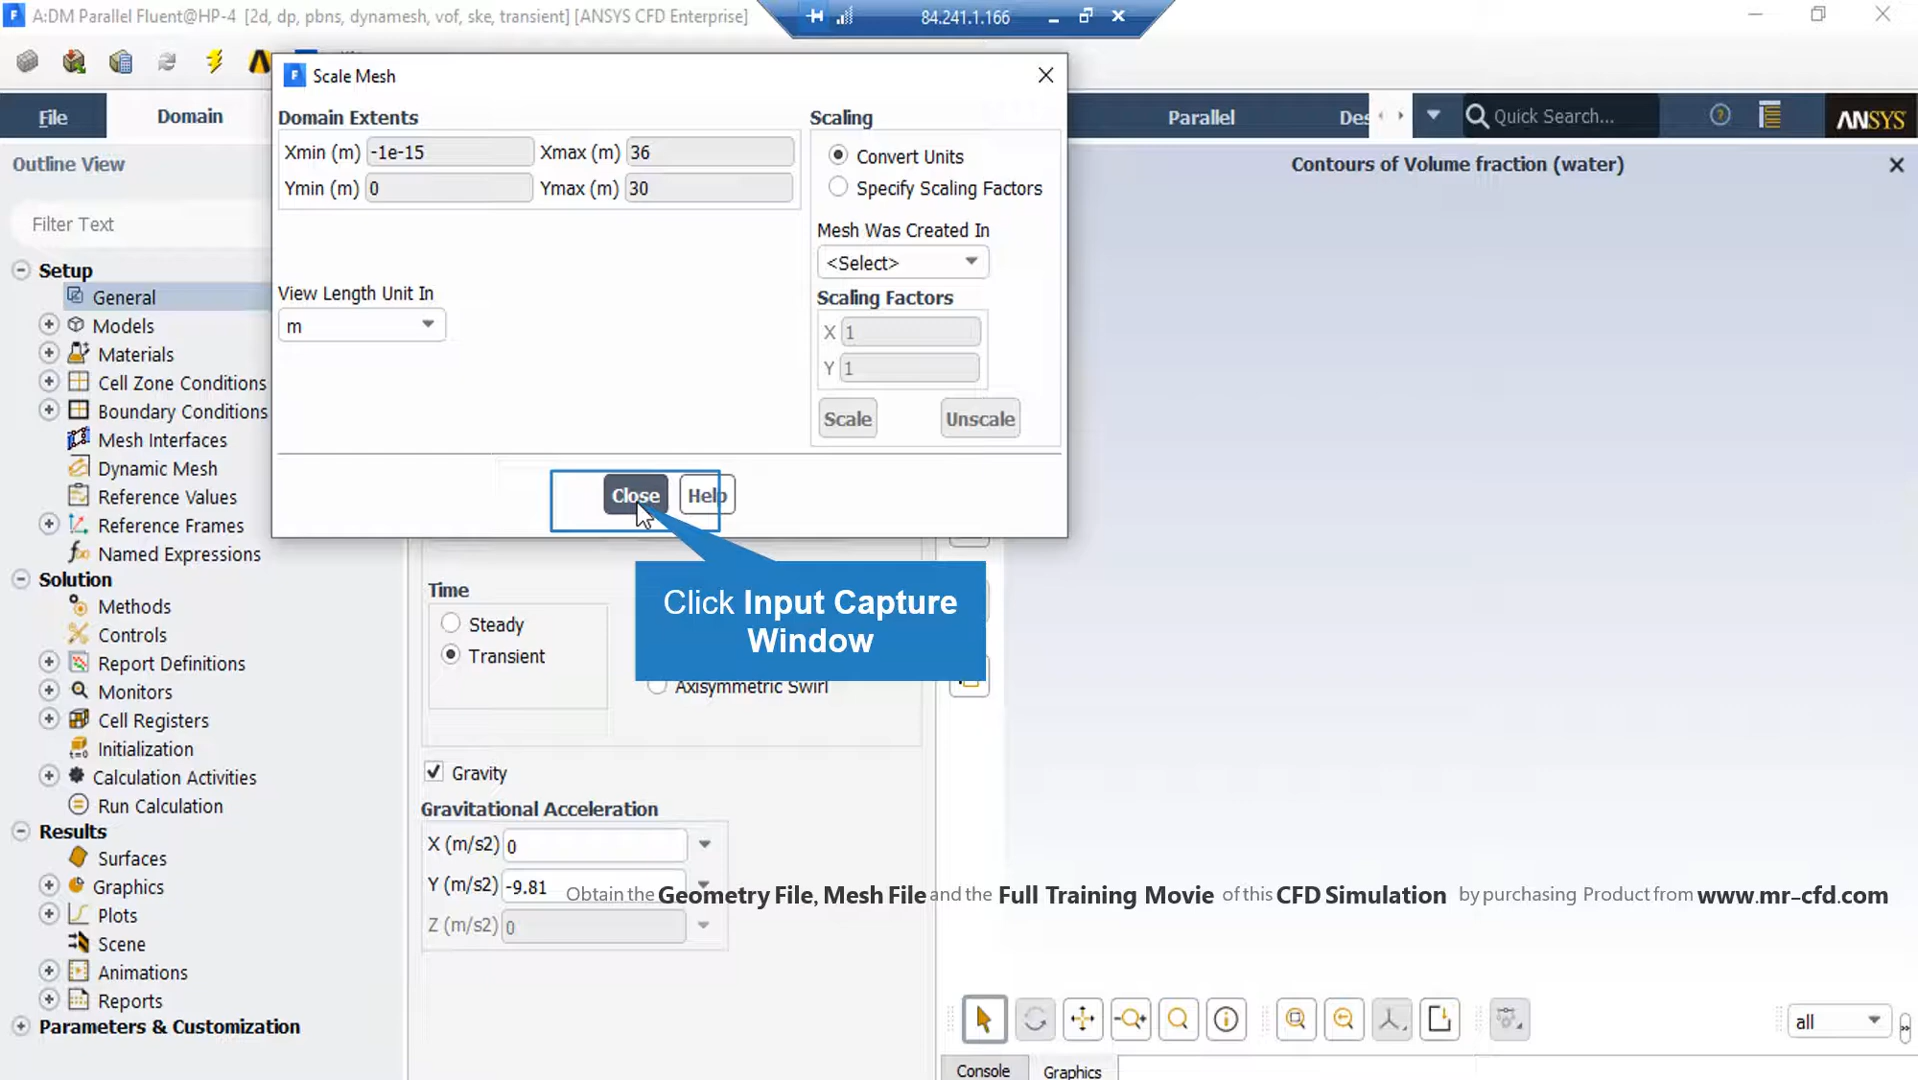 A:DM Parallel Fluent@HP-4 [2d, dp, pbns, dynamesh, vof, ske, transient] [ANSYS CFD Enterprise]
84.241.1.166
File
Domain
Parallel
Des
Quick Search...
ANSYS
Scale Mesh
Domain Extents
Xmin (m) -1e-15
Xmax (m) 36
Ymin (m) 0
Ymax (m) 30
View Length Unit In
m
Scaling
Convert Units
Specify Scaling Factors
Mesh Was Created In
<Select>
Scaling Factors
X 1
Y 1
Scale
Unscale
Close
Help
Click Input Capture
Window
Outline View
Filter Text
Setup
General
Models
Materials
Cell Zone Conditions
Boundary Conditions
Mesh Interfaces
Dynamic Mesh
Reference Values
Reference Frames
Named Expressions
Solution
Methods
Controls
Report Definitions
Monitors
Cell Registers
Initialization
Calculation Activities
Run Calculation
Results
Surfaces
Graphics
Plots
Scene
Animations
Reports
Parameters & Customization
Time
Steady
Transient
Axisymmetric Swirl
Gravity
Gravitational Acceleration
X (m/s2) 0
Y (m/s2) -9.81
Z (m/s2) 0
Contours of Volume fraction (water)
Obtain the Geometry File, Mesh File and the Full Training Movie of this CFD Simulation by purchasing Product from www.mr-cfd.com
all
Console
Graphics